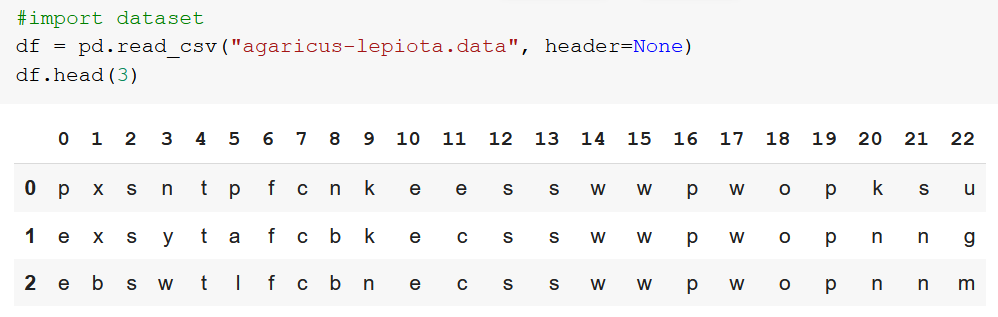 #import dataset
df = pd.read_csv("agaricus-lepiota.data", header=None)
df.head(3)
0 1 2 3 4 5 6 7 8 9 10 11 12 13 14 15 16 17 18 19 20 21 22
0 p x s n t p f c n k e e s s w w p w o p k s u
1 e x s y t a f c b k e c s s w w p w o p n n g
2 e b s w t l f c b n e c s s w w p w o p n n m